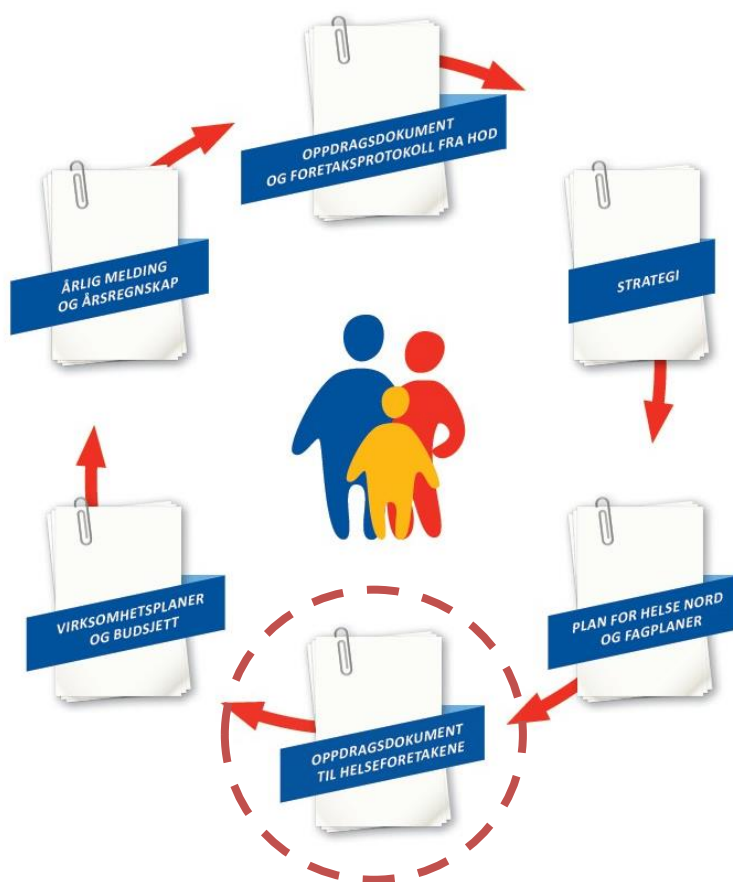 OPPDRAGSDOKUMENT
OG FORETAKSPROTOKOLL FRA HOD
ÅRLIG MELDING
OG ÅRSREGNSKAP
STRATEGI
VIRKSOMHETSPLANER
OG BUDSJETT
PLAN FOR HELSE NORD
OG FAGPLANER
OPPDRAGSDOKUMENT
TIL HELSEFORETAKENE